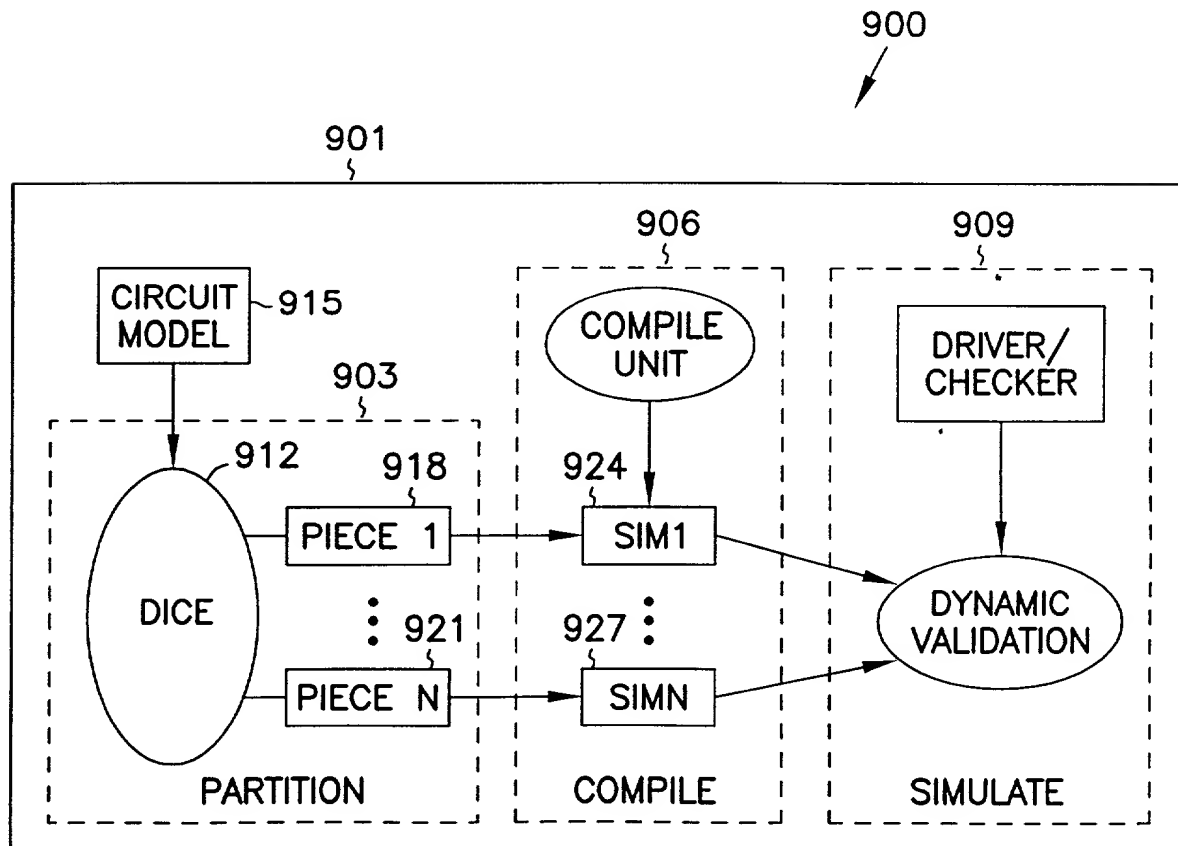 900
901
906
909
CIRCUIT
MODEL
915
COMPILE
UNIT
DRIVER/
CHECKER
903
912
918
924
PIECE 1
SIM1
DICE
DYNAMIC
VALIDATION
921
927
PIECE N
SIMN
PARTITION
COMPILE
SIMULATE